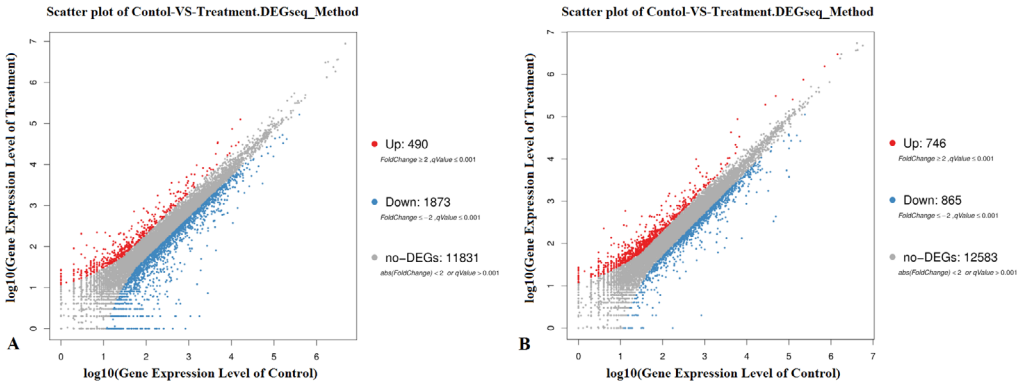 Scatter plot of Contol-VS-Treatment.DEGseq_Method
log10(Gene Expression Level of Treatment)
7
6
5
4
3
2
1
0
0 1 2 3 4 5 6
log10(Gene Expression Level of Control)
Up: 490
FoldChange ≥ 2 ,qValue ≤ 0.001
Down: 1873
FoldChange ≤ - 2 ,qValue ≤ 0.001
no-DEGs: 11831
abs(FoldChange) < 2 or qValue > 0.001
A
Scatter plot of Contol-VS-Treatment.DEGseq_Method
log10(Gene Expression Level of Treatment)
7
6
5
4
3
2
1
0
0 1 2 3 4 5 6 7
log10(Gene Expression Level of Control)
Up: 746
FoldChange ≥ 2 ,qValue ≤ 0.001
Down: 865
FoldChange ≤ - 2 ,qValue ≤ 0.001
no-DEGs: 12583
abs(FoldChange) < 2 or qValue > 0.001
B